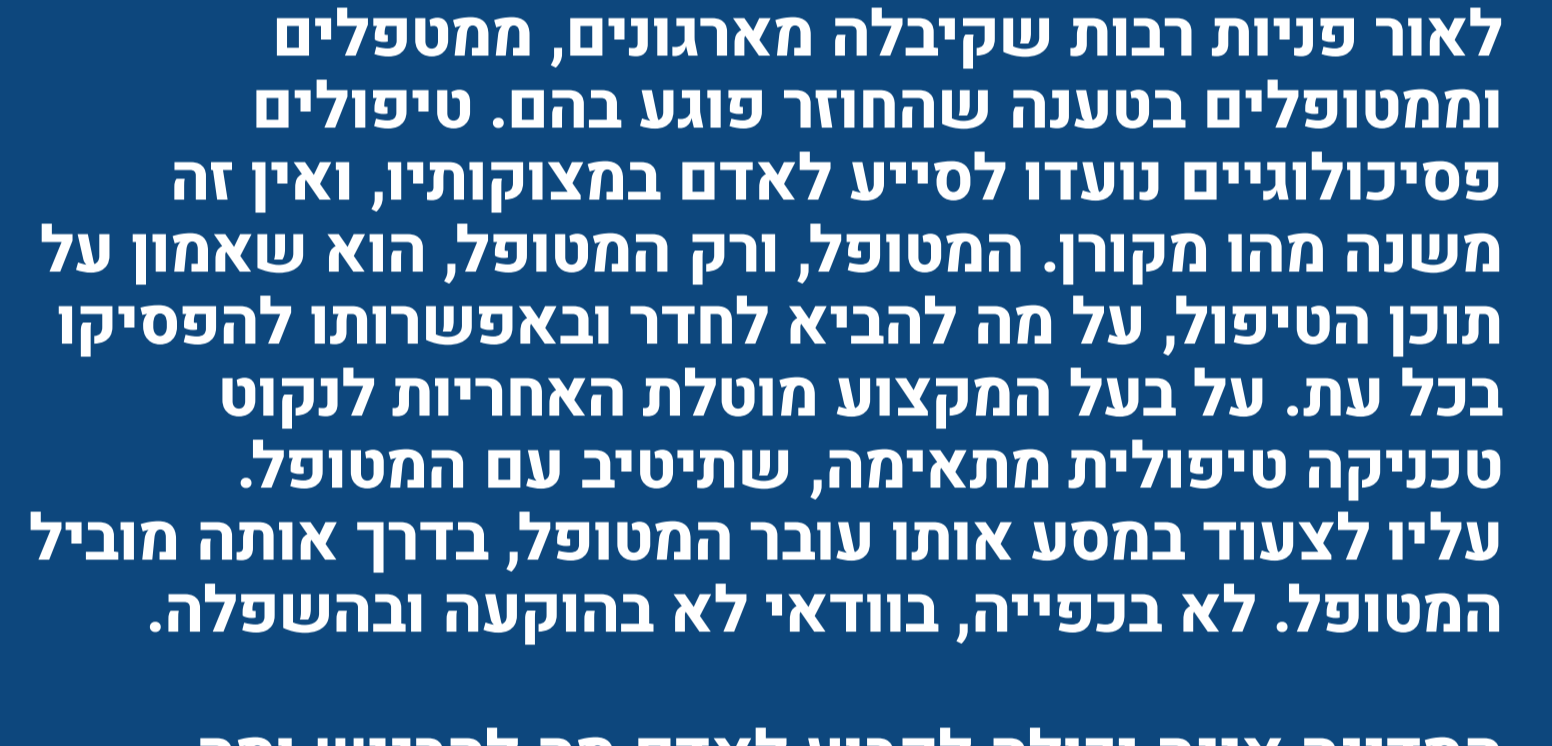 לאור פניות רבות שקיבלה מארגונים, ממטפלים
וממטופלים בטענה שהחוזר פוגע בהם. טיפולים
פסיכולוגיים נועדו לסייע לאדם במצוקותיו, ואין זה
משנה מהו מקורן. המטופל, ורק המטופל, הוא שאמון על
תוכן הטיפול, על מה להביא לחדר ובאפשרותו להפסיקו
בכל עת. על בעל המקצוע מוטלת האחריות לנקוט
טכניקה טיפולית מתאימה, שתיטיב עם המטופל.
עליו לצעוד במסע אותו עובר המטופל, בדרך אותה מוביל
המטופל. לא בכפייה, בוודאי לא בהוקעה ובהשפלה.